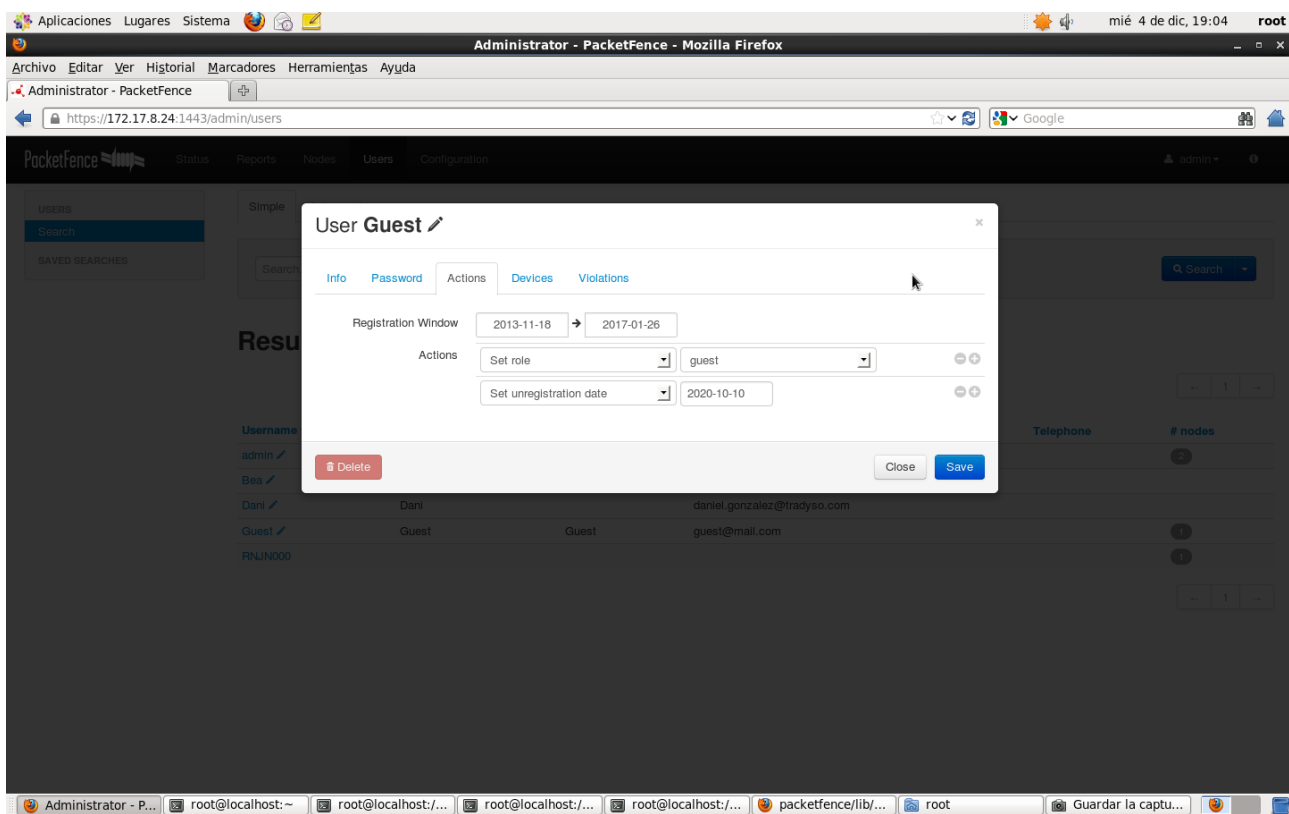 Aplicaciones Lugares Sistema mié 4 de dic, 19:04 root
Administrator - PacketFence - Mozilla Firefox
Archivo Editar Ver Historial Marcadores Herramientas Ayuda
Administrator - PacketFence
https://172.17.8.24:1443/admin/users Google
PacketFence Status Reports Nodes Users Configuration admin
USERS Simple
Search
SAVED SEARCHES
Search Search
User Guest ×
Info Password Actions Devices Violations
Registration Window 2013-11-18 → 2017-01-26
Resu
Actions Set role guest
Set unregistration date 2020-10-10
← 1 →
Username Telephone # nodes
admin 2
Delete Close Save
Bea
Dani Dani daniel.gonzalez@tradyso.com
Guest Guest Guest guest@mail.com 1
RNJN000 1
← 1 →
Administrator - P... root@localhost:~ root@localhost:/... root@localhost:/... root@localhost:/... packetfence/lib/... root Guardar la captu...